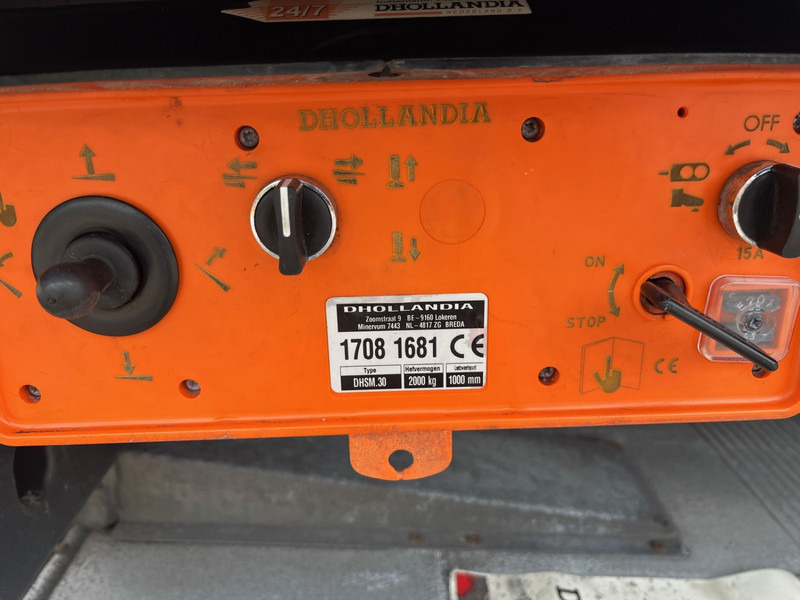 24/7
DHOLLANDIA
NEDERLAND B.V.
DHOLLANDIA
OFF
15A
ON
STOP
CE
DHOLLANDIA
Zoomstraat 9 BE - 9160 Lokeren
Minervum 7443 NL - 4817 ZG BREDA
1708 1681 CE
Type Hefvermogen
DHSM.30 2000 kg 1000 mm